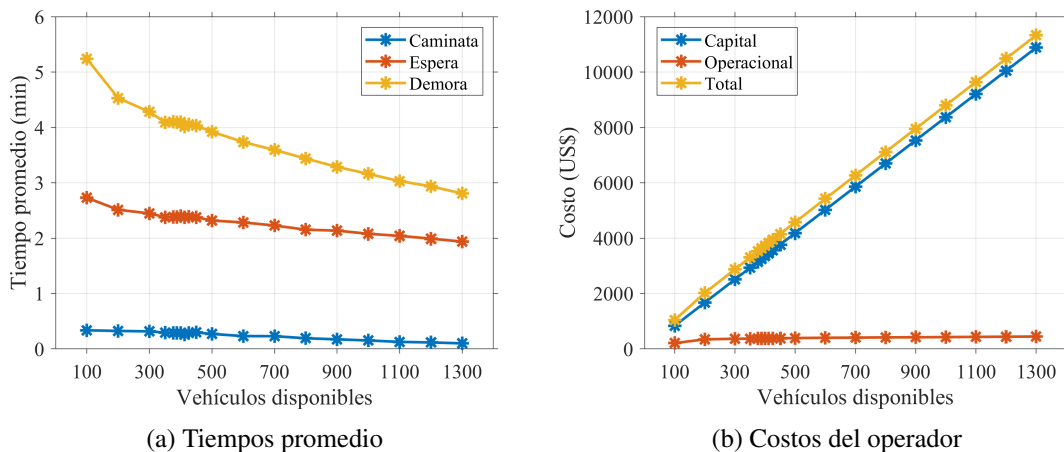 6
5
4
3
2
1
0
Tiempo promedio (min)
Caminata
Espera
Demora
100 300 500 700 900 1100 1300
Vehículos disponibles
(a) Tiempos promedio
12000
10000
8000
6000
4000
2000
0
Costo (US$)
Capital
Operacional
Total
100 300 500 700 900 1100 1300
Vehículos disponibles
(b) Costos del operador